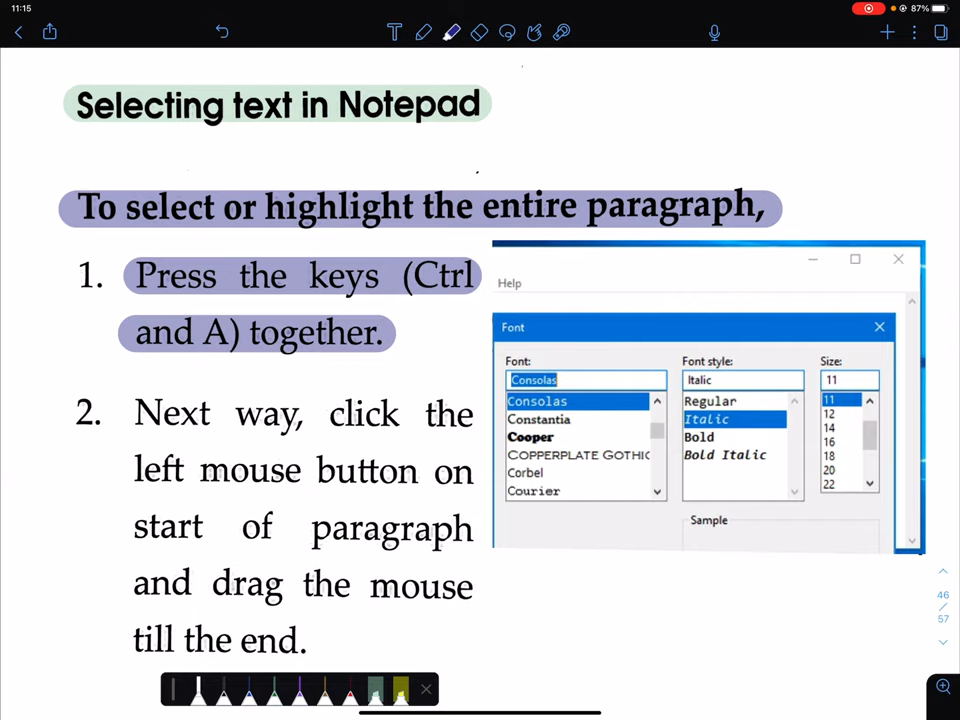 11:15
87%
Selecting text in Notepad
To select or highlight the entire paragraph,
1. Press the keys (Ctrl
and A) together.
2. Next way, click the
left mouse button on
start of paragraph
and drag the mouse
till the end.
Help
Font
Font:
Consolas
Consolas
Constantia
Cooper
COPPERPLATE GOTHIC
Corbel
Courier
Font style:
Italic
Regular
Italic
Bold
Bold Italic
Size:
11
11
12
14
16
18
20
22
Sample
46
/
57